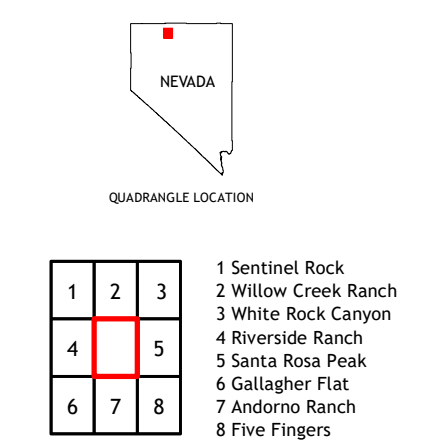 NEVADA
QUADRANGLE LOCATION
1 2 3
4 5
6 7 8
1 Sentinel Rock
2 Willow Creek Ranch
3 White Rock Canyon
4 Riverside Ranch
5 Santa Rosa Peak
6 Gallagher Flat
7 Andorno Ranch
8 Five Fingers